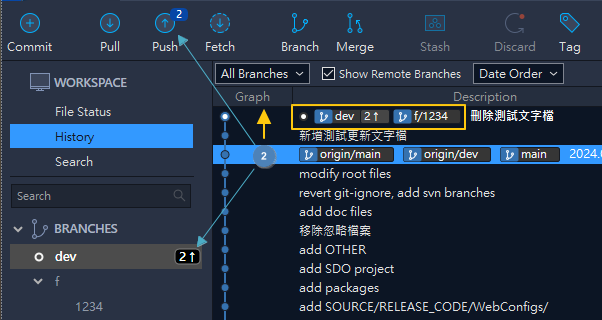 2
Commit Pull Push Fetch Branch Merge Stash Discard Tag
WORKSPACE
File Status
History
Search
Search
BRANCHES
dev 2↑
f
1234
All Branches Show Remote Branches Date Order
Graph Description
dev 2↑ f/1234 刪除測試文字檔
新增測試更新文字檔
2 origin/main origin/dev main 2024.0
modify root files
revert git-ignore, add svn branches
add doc files
移除忽略檔案
add OTHER
add SDO project
add packages
add SOURCE/RELEASE_CODE/WebConfigs/